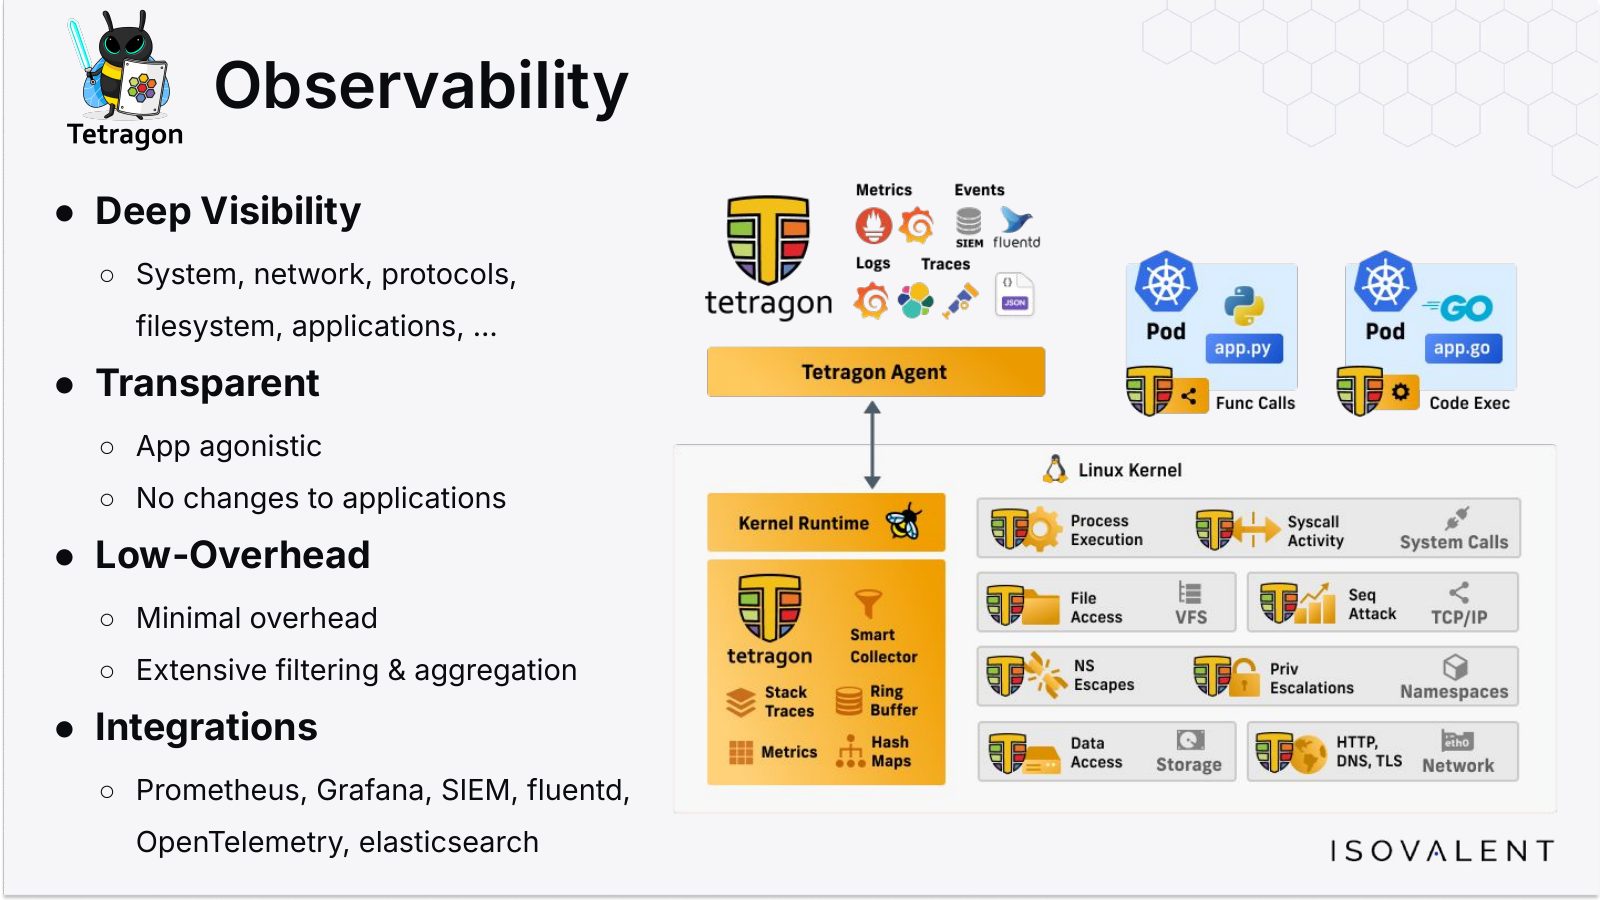 Tetragon
Observability
● Deep Visibility
○ System, network, protocols,
filesystem, applications, ...
● Transparent
○ App agonistic
○ No changes to applications
● Low-Overhead
○ Minimal overhead
○ Extensive filtering & aggregation
● Integrations
○ Prometheus, Grafana, SIEM, fluentd,
OpenTelemetry, elasticsearch
tetragon
Metrics
Events
SIEM
fluentd
Logs
Traces
{}
JSON
Tetragon Agent
Pod
app.py
Func Calls
Pod
GO
app.go
Code Exec
Linux Kernel
Kernel Runtime
tetragon
Smart
Collector
Stack
Traces
Ring
Buffer
Metrics
Hash
Maps
Process
Execution
Syscall
Activity
System Calls
File
Access
VFS
Seq
Attack
TCP/IP
NS
Escapes
Priv
Escalations
Namespaces
Data
Access
Storage
HTTP,
DNS, TLS
eth0
Network
ISOVALENT